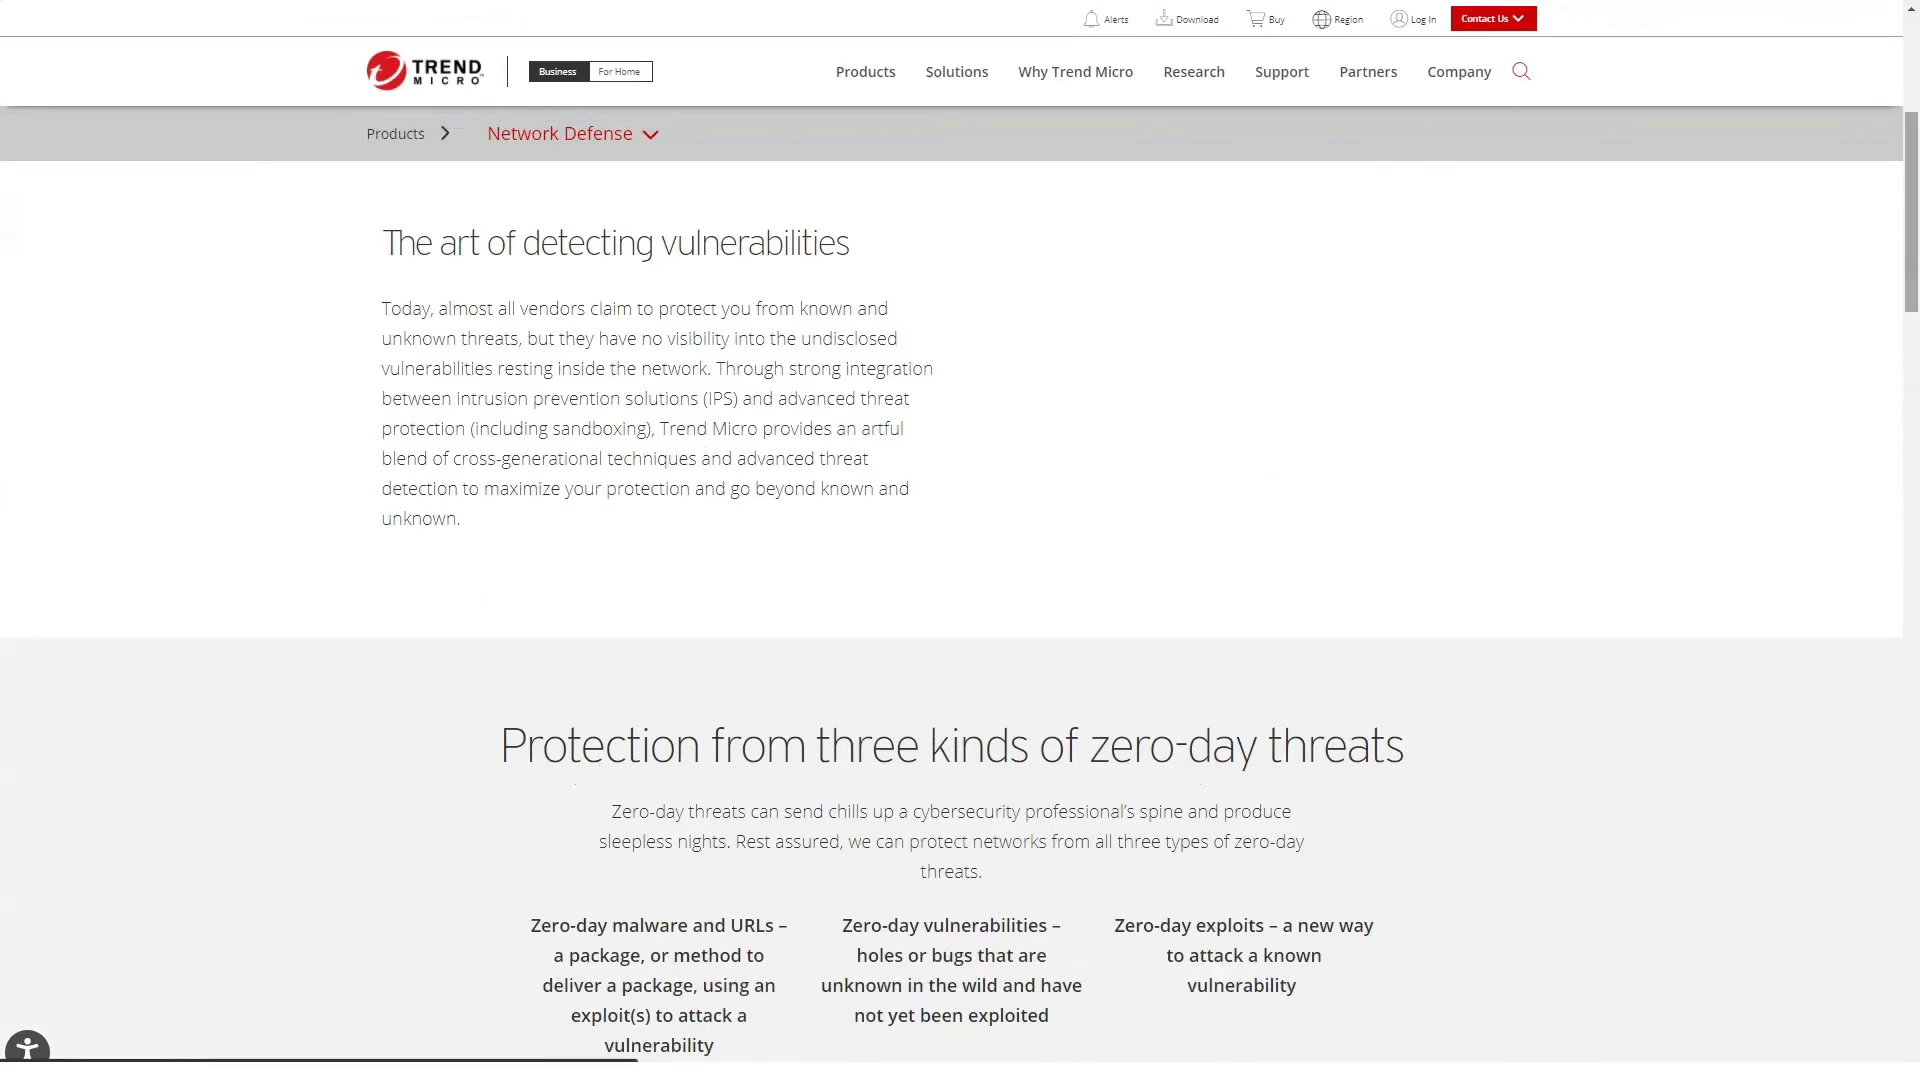 Alerts
Download
Buy
Region
Log In
Contact Us
TREND
MICRO
Business
For Home
Products
Solutions
Why Trend Micro
Research
Support
Partners
Company
Products
Network Defense
The art of detecting vulnerabilities
Today, almost all vendors claim to protect you from known and
unknown threats, but they have no visibility into the undisclosed
vulnerabilities resting inside the network. Through strong integration
between intrusion prevention solutions (IPS) and advanced threat
protection (including sandboxing), Trend Micro provides an artful
blend of cross-generational techniques and advanced threat
detection to maximize your protection and go beyond known and
unknown.
Protection from three kinds of zero-day threats
Zero-day threats can send chills up a cybersecurity professional’s spine and produce
sleepless nights. Rest assured, we can protect networks from all three types of zero-day
threats.
Zero-day malware and URLs –
a package, or method to
deliver a package, using an
exploit(s) to attack a
vulnerability
Zero-day vulnerabilities –
holes or bugs that are
unknown in the wild and have
not yet been exploited
Zero-day exploits – a new way
to attack a known
vulnerability